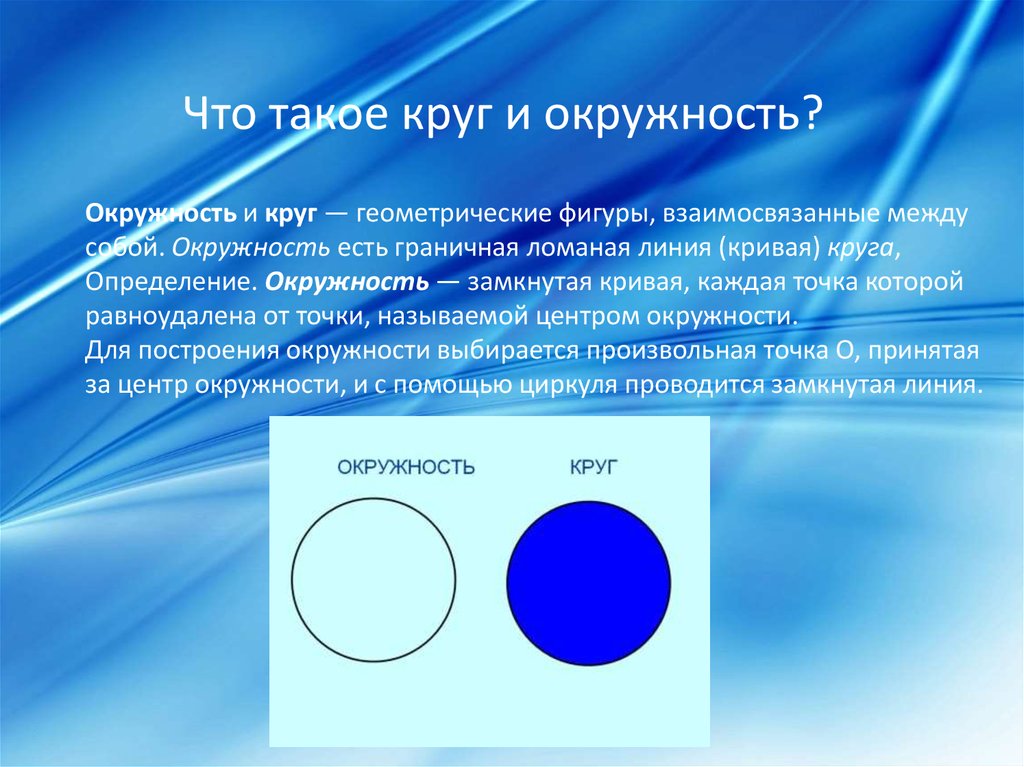 Что такое круг и окружность?
Окружность и круг — геометрические фигуры, взаимосвязанные между
собой. Окружность есть граничная ломаная линия (кривая) круга,
Определение. Окружность — замкнутая кривая, каждая точка которой
равноудалена от точки, называемой центром окружности.
Для построения окружности выбирается произвольная точка О, принятая
за центр окружности, и с помощью циркуля проводится замкнутая линия.
ОКРУЖНОСТЬ КРУГ